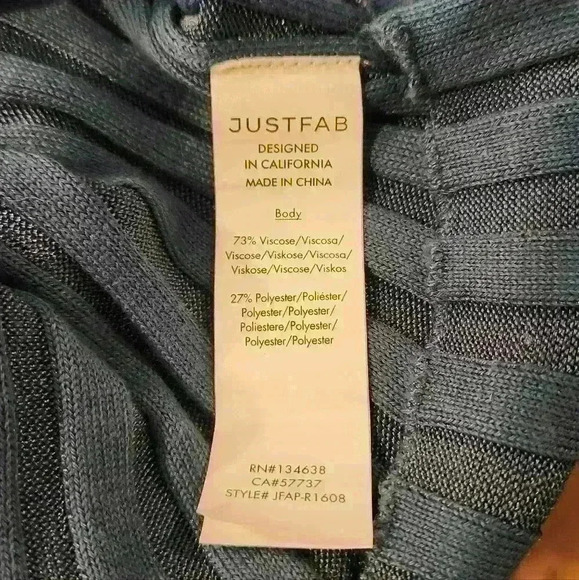 JUSTFAB
DESIGNED
IN CALIFORNIA
MADE IN CHINA
Body
73% Viscose/Viscosa/
Viscose/Viskose/Viscosa/
Viskose/Viscose/Viskos
27% Polyester/Poliéster/
Polyester/Polyester/
Poliestere/Polyester/
Polyester/Polyester
RN#134638
CA#57737
STYLE# JFAP-R1608